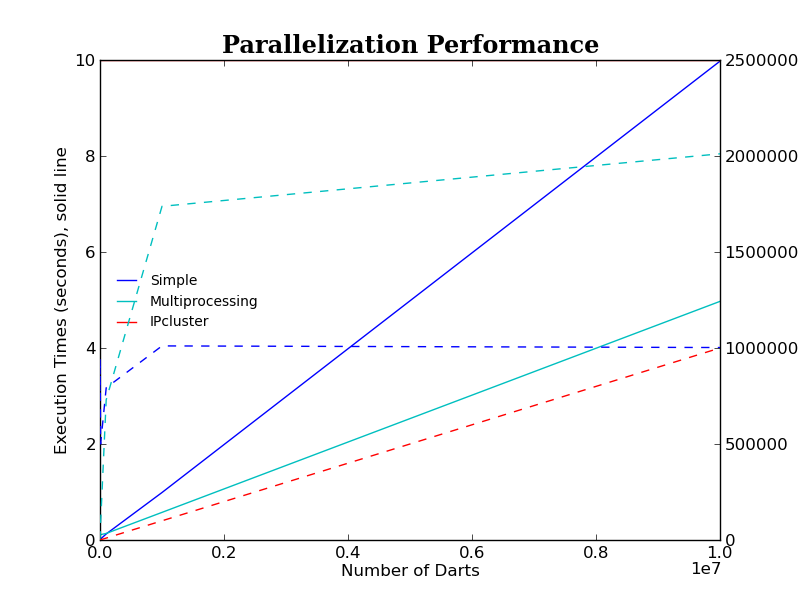 Parallelization Performance
10
8
6
4
2
0
Execution Times (seconds), solid line
Simple
Multiprocessing
IPcluster
2500000
2000000
1500000
1000000
500000
0
0.0 0.2 0.4 0.6 0.8 1.0
1e7
Number of Darts